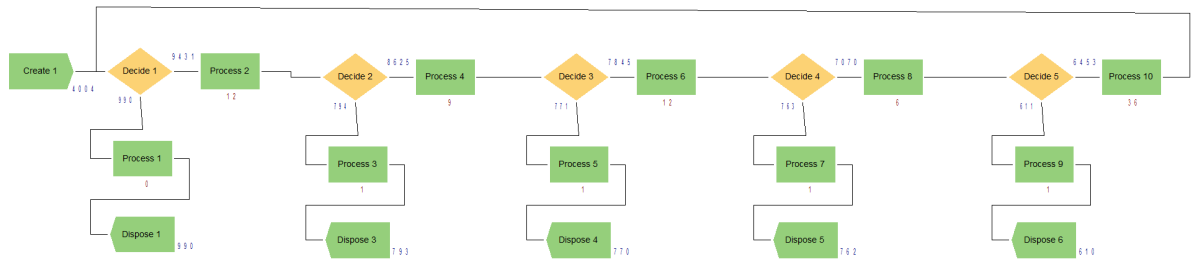 9431
8625
7845
7070
6453
Create 1
Decide 1
Process 2
Decide 2
Process 4
Decide 3
Process 6
Decide 4
Process 8
Decide 5
Process 10
4004
990
12
794
9
771
12
763
6
611
36
Process 1
Process 3
Process 5
Process 7
Process 9
0
1
1
1
1
Dispose 1
Dispose 3
Dispose 4
Dispose 5
Dispose 6
990
793
770
762
610